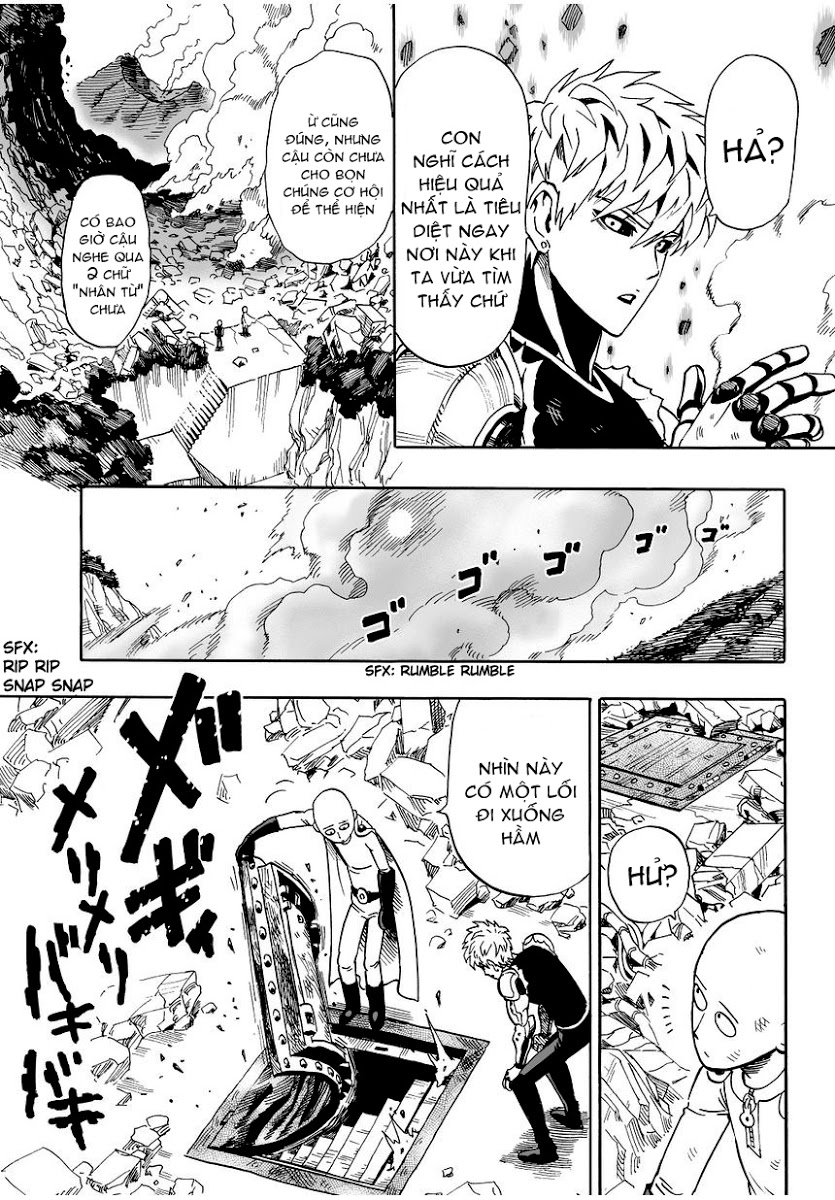 HẢ?
CON
NGHĨ CÁCH
HIỆU QUẢ
NHẤT LÀ TIÊU
DIỆT NGAY
NƠI NÀY KHI
TA VỪA TÌM
THẤY CHỨ
Ừ CŨNG
ĐÚNG, NHƯNG
CẬU CÒN CHƯA
CHO BỌN
CHÚNG CƠ HỘI
ĐỂ THỂ HIỆN
CÓ BAO
GIỜ CẬU
NGHE QUA
2 CHỮ
"NHÂN TỪ"
CHƯA
ゴ ゴ ゴ ゴ ゴ
SFX: RUMBLE RUMBLE
HỬ?
NHÌN NÀY
CÓ MỘT LỐI
ĐI XUỐNG
HẦM
SFX:
RIP RIP
SNAP SNAP
ベギ
メリメリ
バキバキ